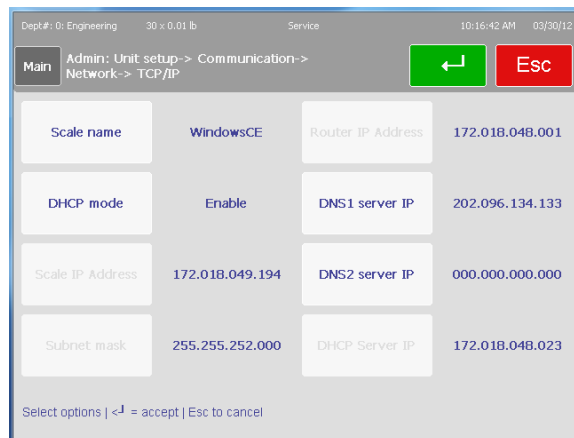 Dept#: 0: Engineering 30 x 0.01 lb Service 10:16:42 AM 03/30/12
Main Admin: Unit setup-> Communication-> Esc
Network-> TCP/IP
Scale name WindowsCE Router IP Address 172.018.048.001
DHCP mode Enable DNS1 server IP 202.096.134.133
Scale IP Address 172.018.049.194 DNS2 server IP 000.000.000.000
Subnet mask 255.255.252.000 DHCP Server IP 172.018.048.023
Select options | <┘ = accept | Esc to cancel